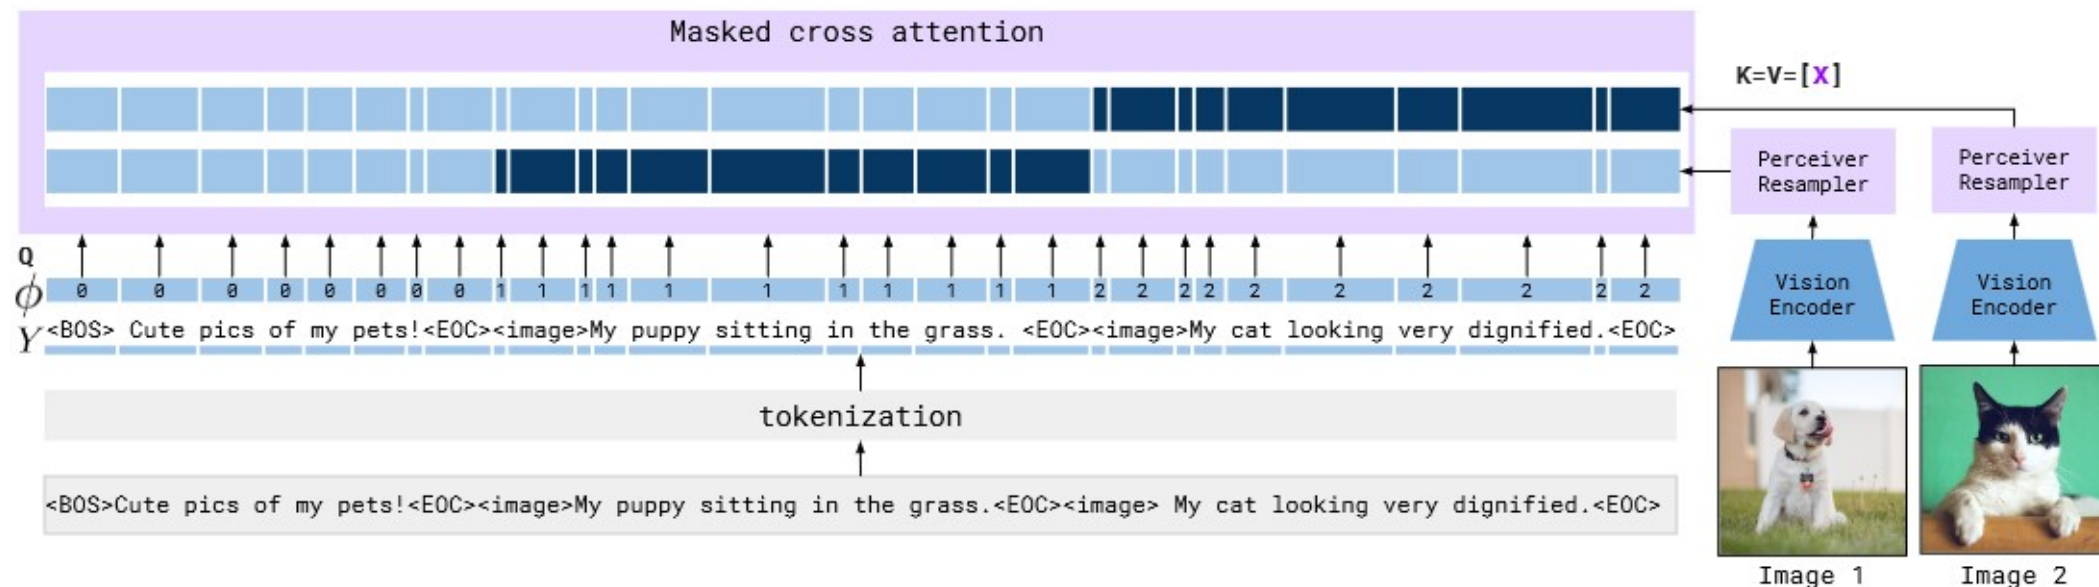 Masked cross attention
K=V=[X]
Perceiver Resampler
Perceiver Resampler
Q
ϕ 0 0 0 0 0 0 0 0 1 1 1 1 1 1 1 1 1 1 1 2 2 2 2 2 2 2 2 2 2
Vision Encoder
Vision Encoder
Y <BOS> Cute pics of my pets!<EOC><image>My puppy sitting in the grass. <EOC><image>My cat looking very dignified.<EOC>
tokenization
<BOS>Cute pics of my pets!<EOC><image>My puppy sitting in the grass.<EOC><image> My cat looking very dignified.<EOC>
Image 1
Image 2